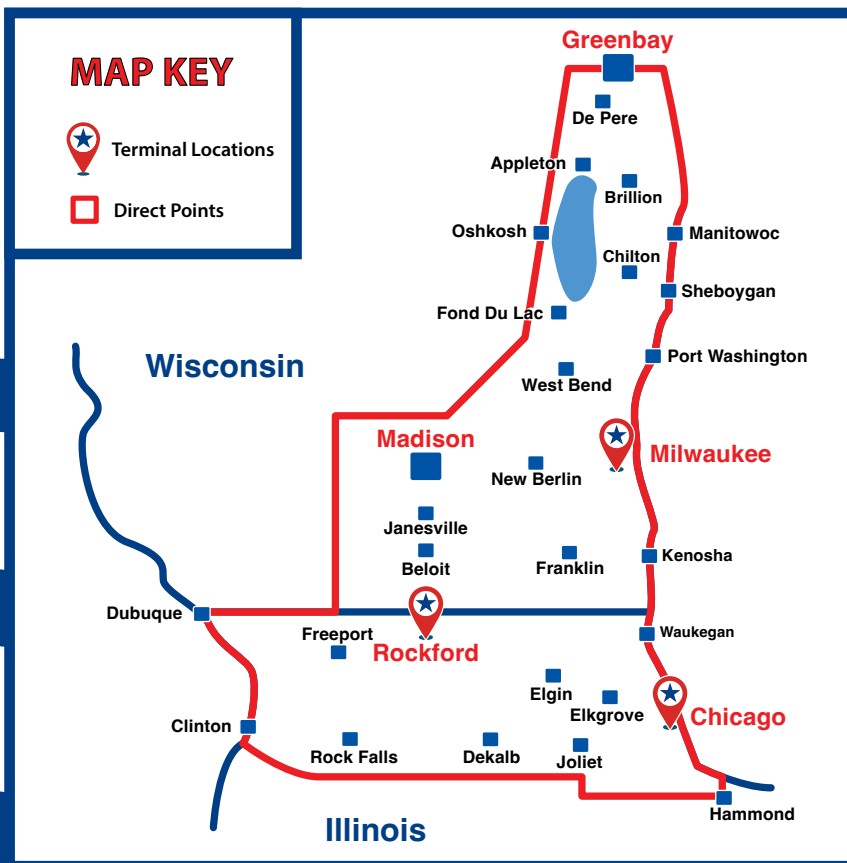 MAP KEY
Terminal Locations
Direct Points
Greenbay
De Pere
Appleton
Brillion
Oshkosh
Manitowoc
Chilton
Sheboygan
Fond Du Lac
Wisconsin
Port Washington
West Bend
Madison
Milwaukee
New Berlin
Janesville
Beloit
Franklin
Kenosha
Dubuque
Freeport
Rockford
Waukegan
Elgin
Elkgrove
Chicago
Clinton
Rock Falls
Dekalb
Joliet
Hammond
Illinois